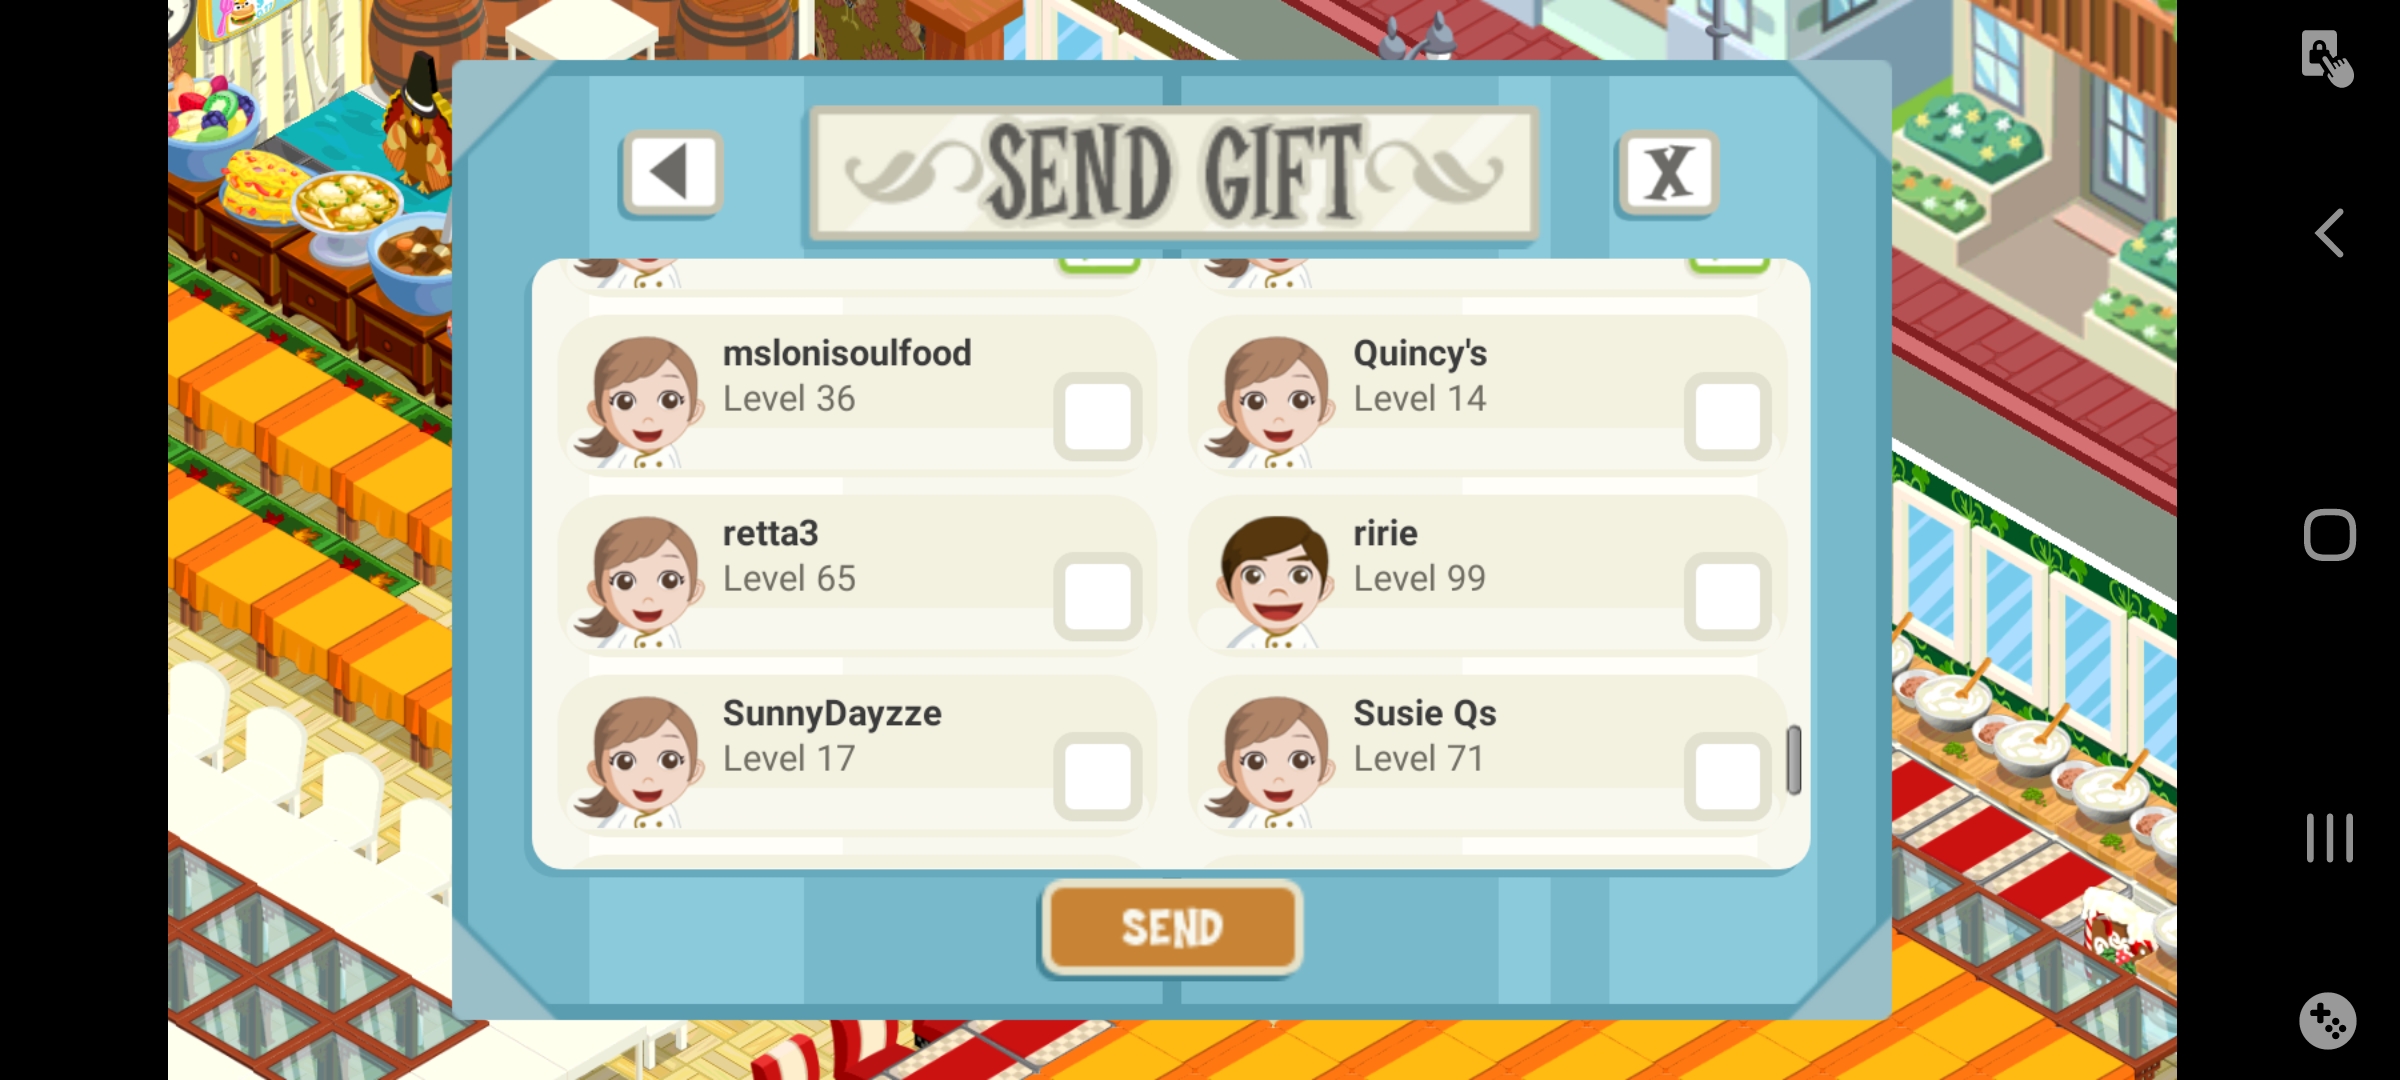 SEND GIFT
X
mslonisoulfood
Level 36
Quincy's
Level 14
retta3
Level 65
ririe
Level 99
SunnyDayzze
Level 17
Susie Qs
Level 71
SEND